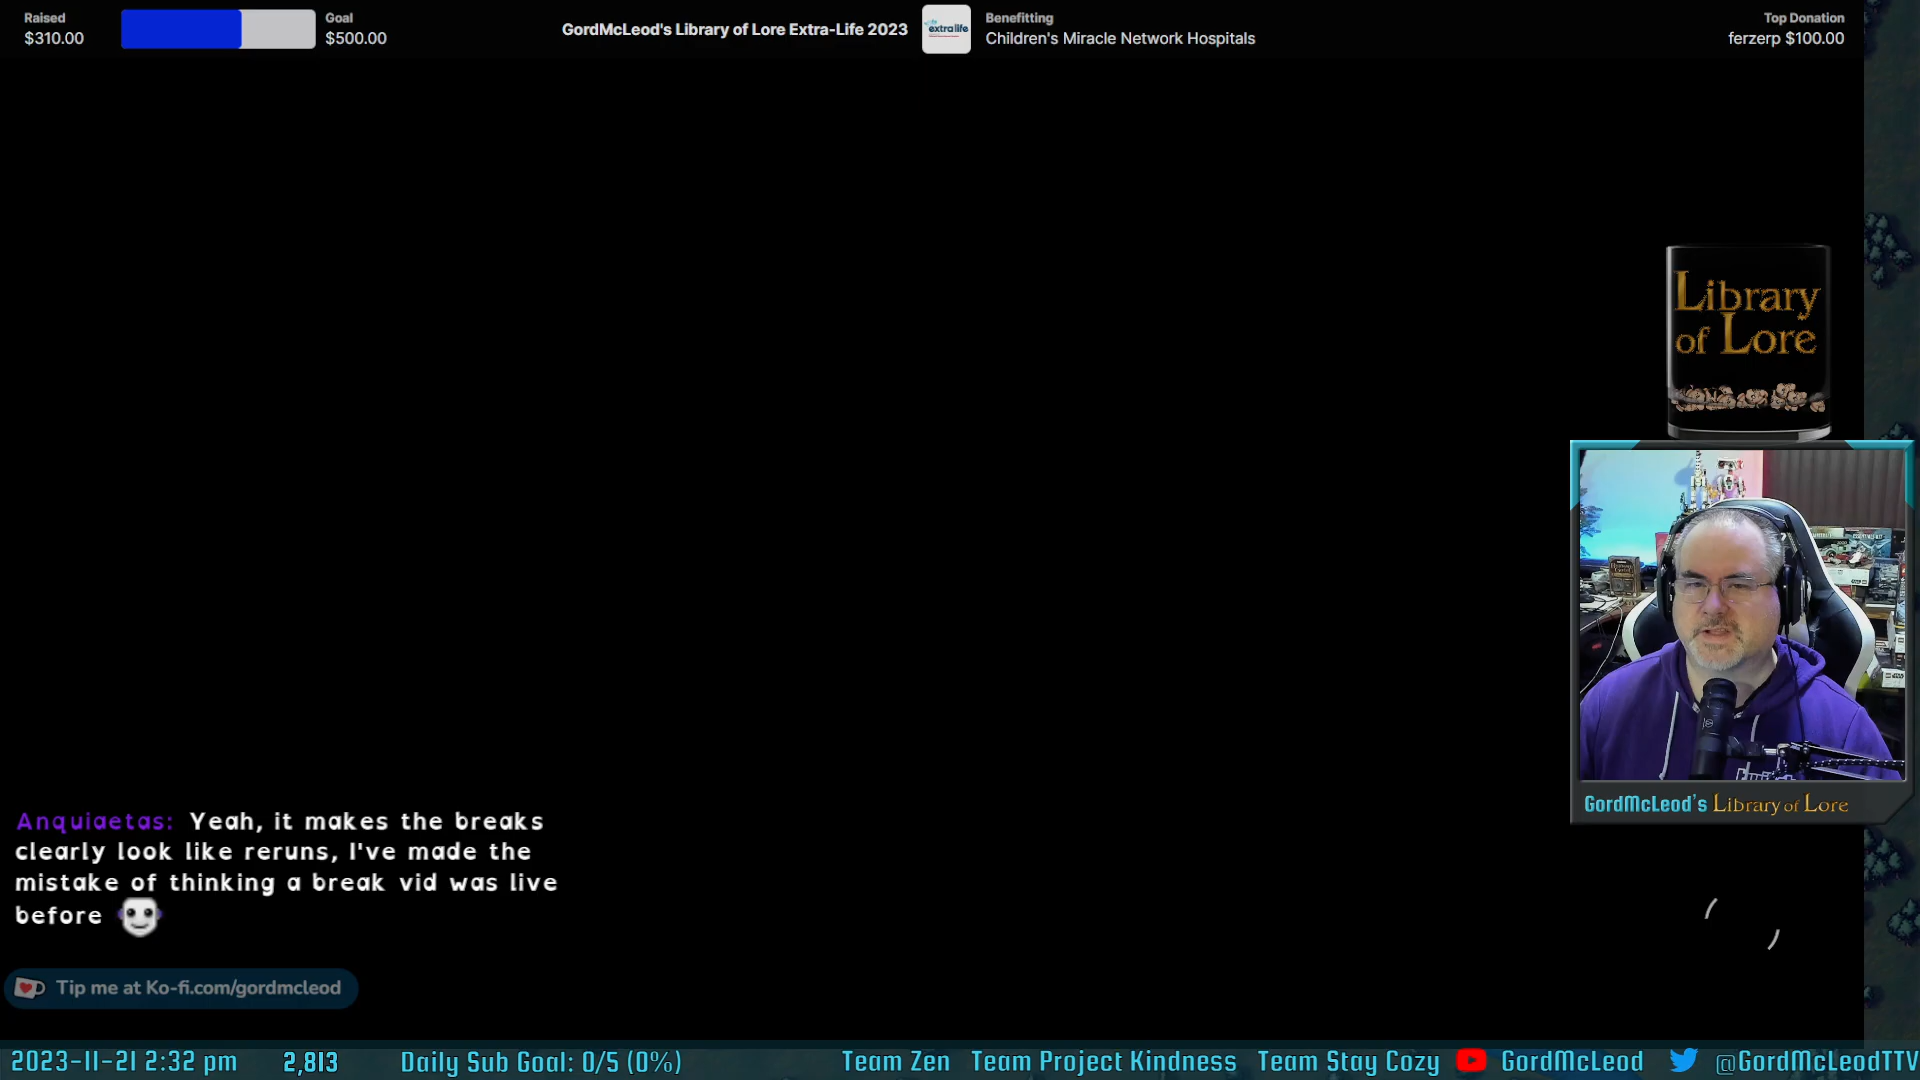 Raised
$310.00
Goal
$500.00
GordMcLeod's Library of Lore Extra-Life 2023
extralife
Benefitting
Children's Miracle Network Hospitals
Top Donation
ferzerp $100.00
Library
of Lore
Anquiaetas: Yeah, it makes the breaks
clearly look like reruns, I've made the
mistake of thinking a break vid was live
before
Tip me at Ko-fi.com/gordmcleod
GordMcLeod's Library of Lore
2023-11-21 2:32 pm 2,813 Daily Sub Goal: 0/5 (0%) Team Zen Team Project Kindness Team Stay Cozy GordMcLeod @GordMcLeodTTV